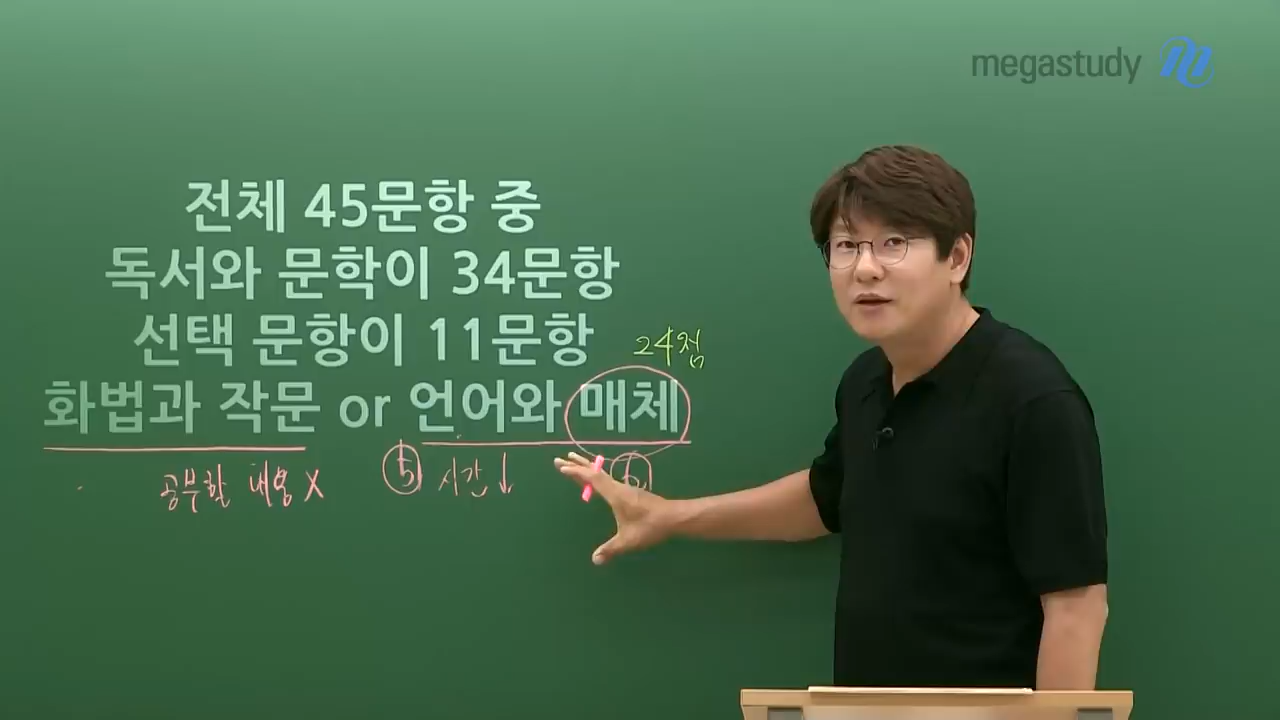 megastudy
전체 45문항 중
독서와 문학이 34문항
선택 문항이 11문항
24점
화법과 작문 or 언어와 매체
공부할 내용 X ⑤ 시간↓ ⑥